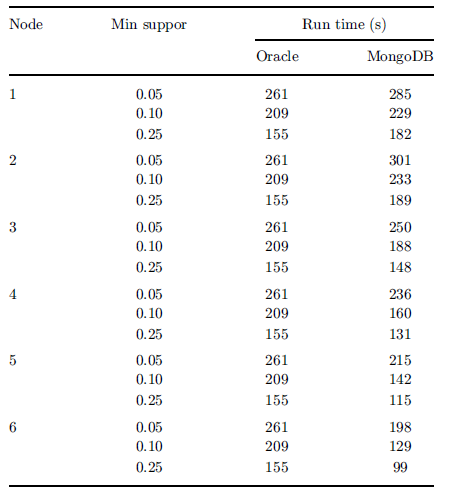 Node Min suppor Run time (s)
Oracle MongoDB
1 0.05 261 285
0.10 209 229
0.25 155 182
2 0.05 261 301
0.10 209 233
0.25 155 189
3 0.05 261 250
0.10 209 188
0.25 155 148
4 0.05 261 236
0.10 209 160
0.25 155 131
5 0.05 261 215
0.10 209 142
0.25 155 115
6 0.05 261 198
0.10 209 129
0.25 155 99